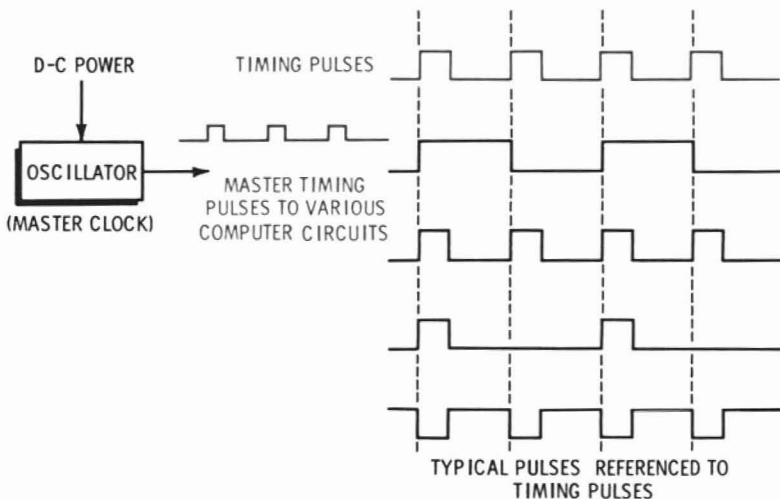 D-C POWER
TIMING PULSES
OSCILLATOR
(MASTER CLOCK)
MASTER TIMING
PULSES TO VARIOUS
COMPUTER CIRCUITS
TYPICAL PULSES REFERENCED TO
TIMING PULSES